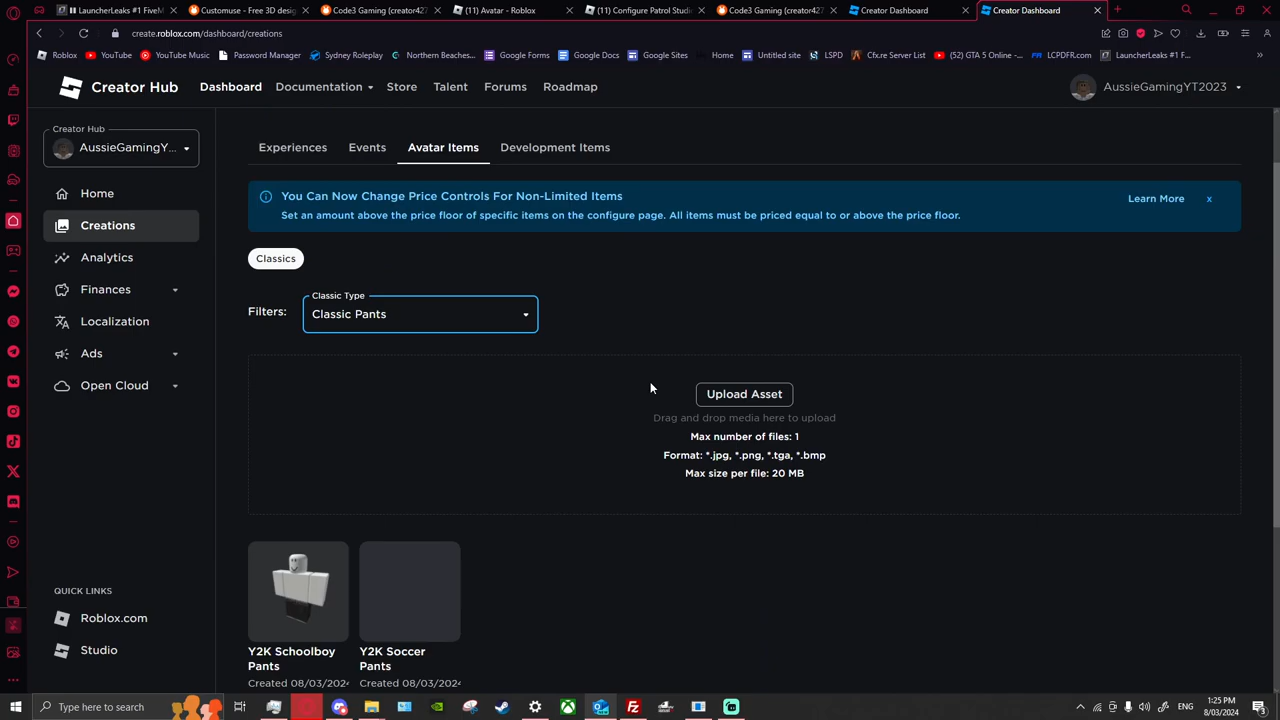 LauncherLeaks #1 FiveM
Customuse - Free 3D desig
Code3 Gaming (creator427
(11) Avatar - Roblox
(11) Configure Patrol Studi
Code3 Gaming (creator427
Creator Dashboard
Creator Dashboard
create.roblox.com/dashboard/creations
Roblox
YouTube
YouTube Music
Password Manager
Sydney Roleplay
Northern Beaches...
Google Forms
Google Docs
Google Sites
Home
Untitled site
LSPD
Cfx.re Server List
(52) GTA 5 Online -...
LCPDFR.com
LauncherLeaks #1 F...
Creator Hub
Dashboard
Documentation
Store
Talent
Forums
Roadmap
AussieGamingYT2023
Creator Hub
AussieGamingY...
Home
Creations
Analytics
Finances
Localization
Ads
Open Cloud
QUICK LINKS
Roblox.com
Studio
Experiences
Events
Avatar Items
Development Items
You Can Now Change Price Controls For Non-Limited Items
Set an amount above the price floor of specific items on the configure page. All items must be priced equal to or above the price floor.
Learn More
x
Classics
Filters:
Classic Type
Classic Pants
Upload Asset
Drag and drop media here to upload
Max number of files: 1
Format: *.jpg, *.png, *.tga, *.bmp
Max size per file: 20 MB
Y2K Schoolboy
Pants
Created 08/03/202
Y2K Soccer
Pants
Created 08/03/202
Type here to search
ENG
1:25 PM
8/03/2024